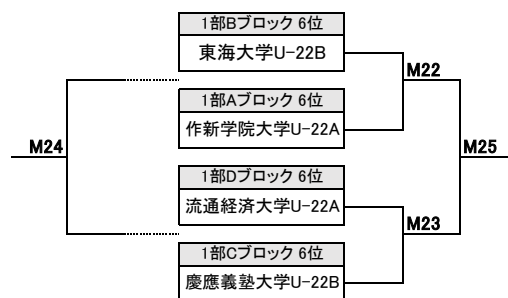 1部Bブロック 6位
東海大学U-22B
M22
1部Aブロック 6位
作新学院大学U-22A
M24
M25
1部Dブロック 6位
流通経済大学U-22A
M23
1部Cブロック 6位
慶應義塾大学U-22B